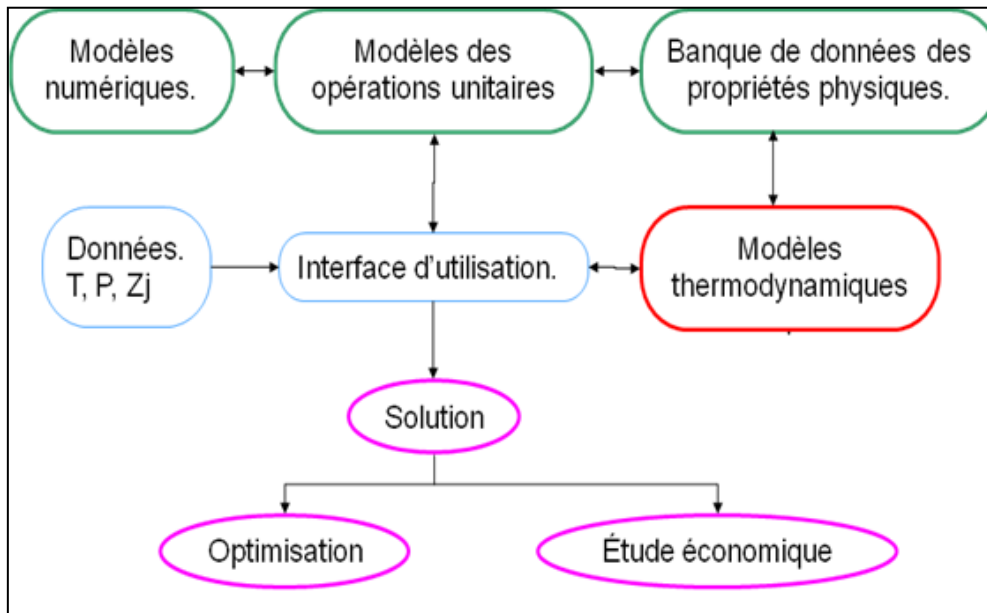 Modèles
numériques.
Modèles des
opérations unitaires
Banque de données des
propriétés physiques.
Données.
T, P, Zj
Interface d’utilisation.
Modèles
thermodynamiques
Solution
Optimisation
Étude économique